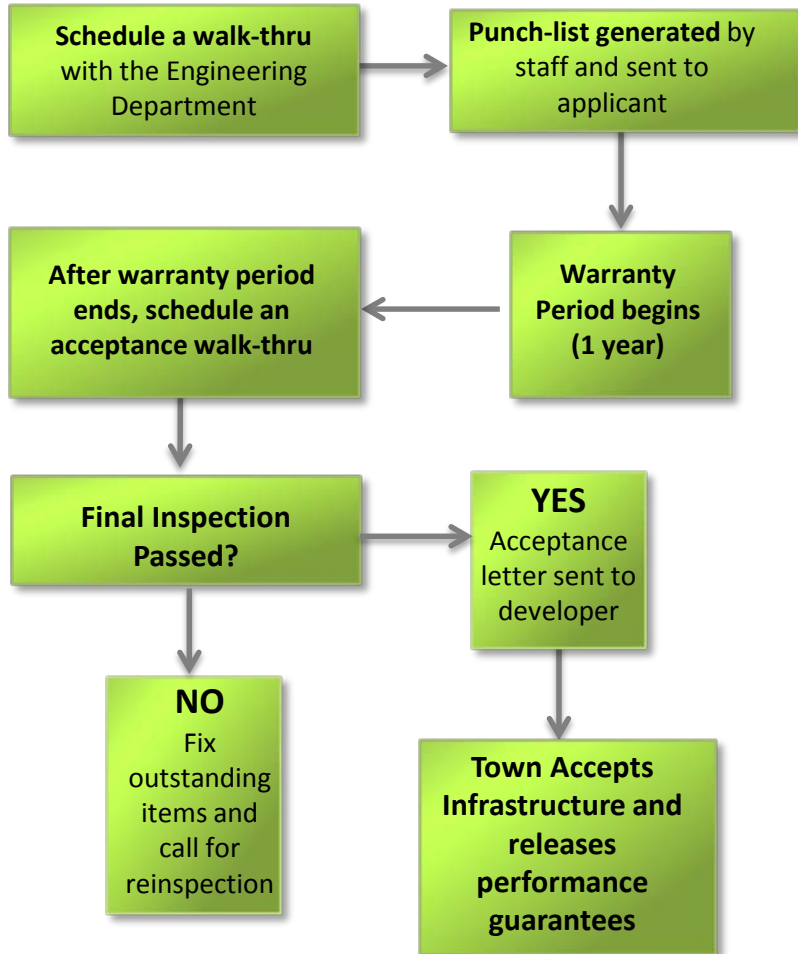 Schedule a walk-thru
with the Engineering
Department
Punch-list generated by
staff and sent to
applicant
After warranty period
ends, schedule an
acceptance walk-thru
Warranty
Period begins
(1 year)
Final Inspection
Passed?
YES
Acceptance
letter sent to
developer
NO
Fix
outstanding
items and
call for
reinspection
Town Accepts
Infrastructure and
releases
performance
guarantees